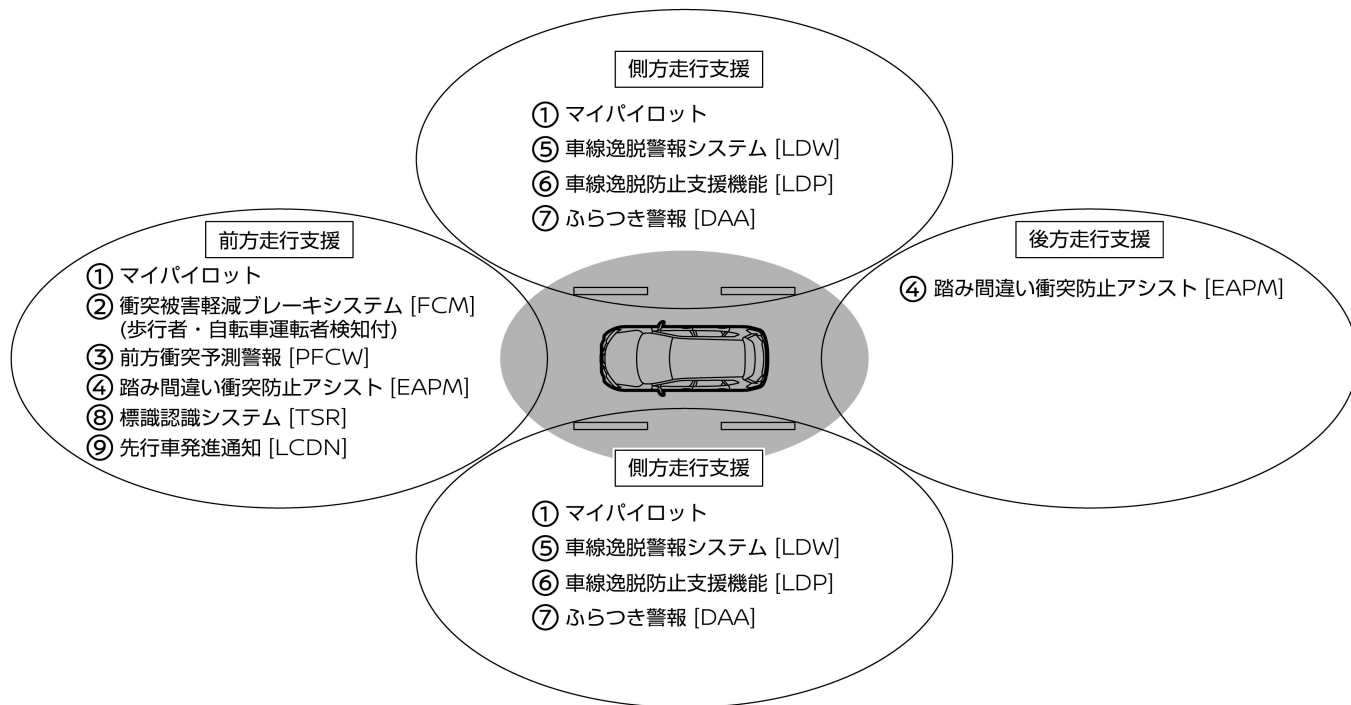 側方走行支援
① マイパイロット
⑤ 車線逸脱警報システム [LDW]
⑥ 車線逸脱防止支援機能 [LDP]
⑦ ふらつき警報 [DAA]
前方走行支援
① マイパイロット
② 衝突被害軽減ブレーキシステム [FCM]
(歩行者・自転車運転者検知付)
③ 前方衝突予測警報 [PFCW]
④ 踏み間違い衝突防止アシスト [EAPM]
⑧ 標識認識システム [TSR]
⑨ 先行車発進通知 [LCDN]
後方走行支援
④ 踏み間違い衝突防止アシスト [EAPM]
側方走行支援
① マイパイロット
⑤ 車線逸脱警報システム [LDW]
⑥ 車線逸脱防止支援機能 [LDP]
⑦ ふらつき警報 [DAA]